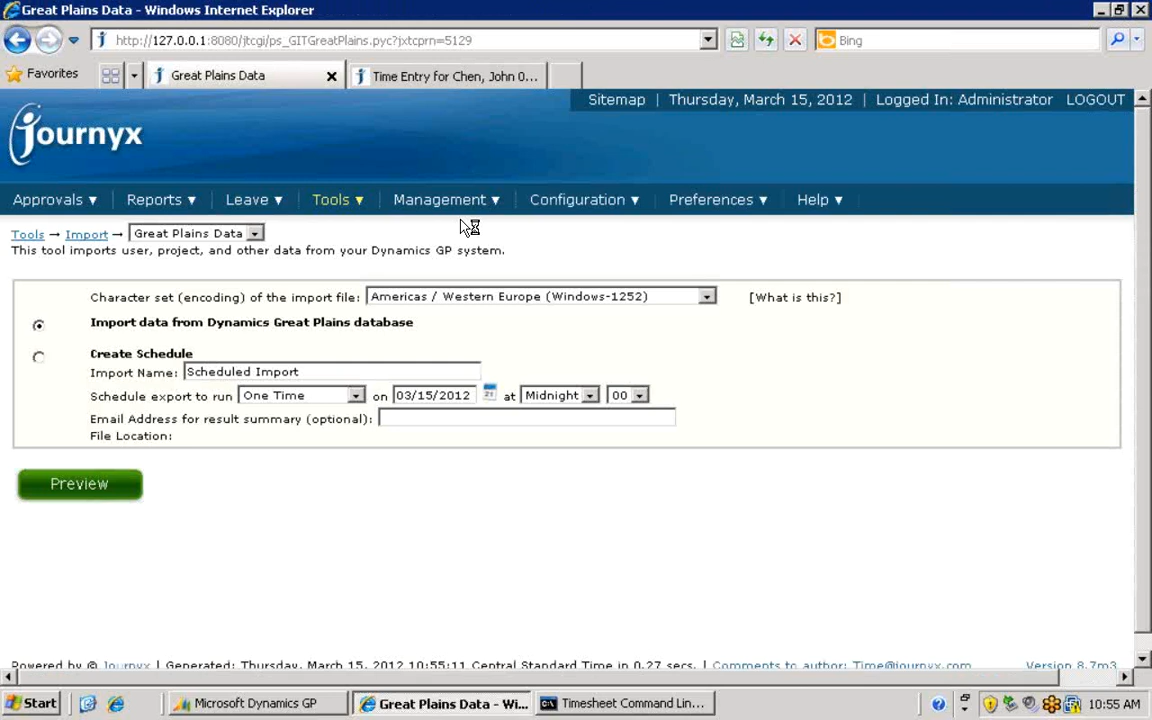 Great Plains Data - Windows Internet Explorer
http://127.0.0.1:8080/jtcgi/ps_GITGreatPlains.pyc?jxtcprn=5129
Bing
Favorites
Great Plains Data
Time Entry for Chen, John 0...
Sitemap | Thursday, March 15, 2012 | Logged In: Administrator LOGOUT
journyx
Approvals ▼ Reports ▼ Leave ▼ Tools ▼ Management ▼ Configuration ▼ Preferences ▼ Help ▼
Tools → Import → Great Plains Data
This tool imports user, project, and other data from your Dynamics GP system.
Character set (encoding) of the import file: Americas / Western Europe (Windows-1252) [What is this?]
Import data from Dynamics Great Plains database
Create Schedule
Import Name: Scheduled Import
Schedule export to run One Time on 03/15/2012 21 at Midnight 00
Email Address for result summary (optional):
File Location:
Preview
Powered by © Journyx | Generated: Thursday, March 15, 2012 10:55:11 Central Standard Time in 0.27 secs. | Comments to author: Time@journyx.com Version 8.7m3
Start Microsoft Dynamics GP Great Plains Data - Wi... Timesheet Command Lin... 10:55 AM